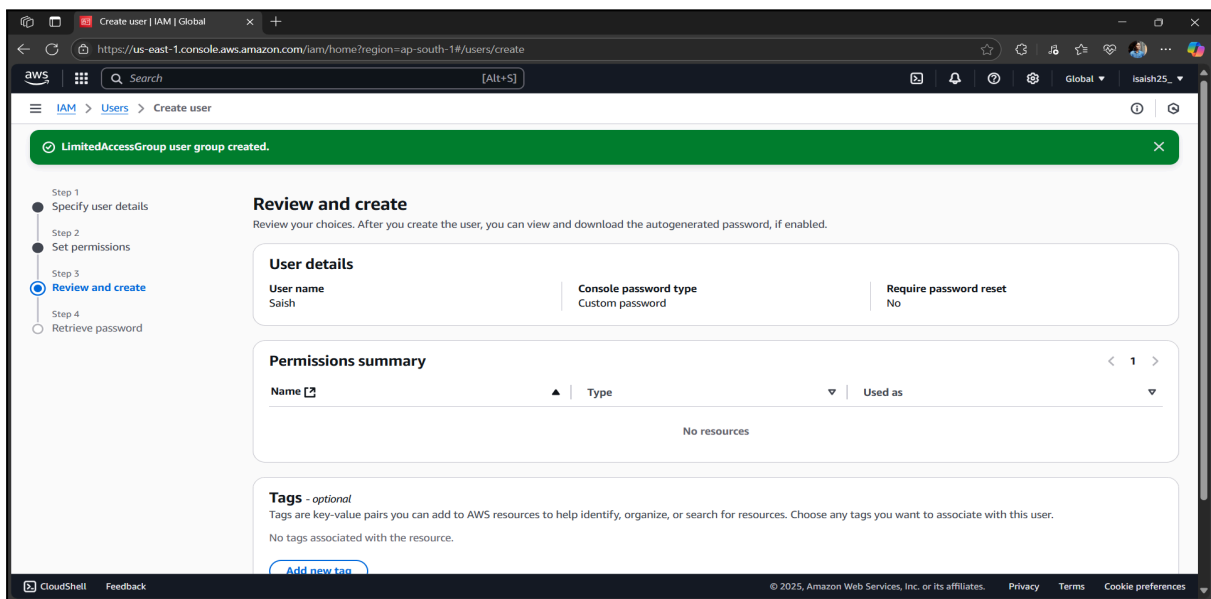 Create user | IAM | Global
https://us-east-1.console.aws.amazon.com/iam/home?region=ap-south-1#/users/create
aws Search [Alt+S] Global isaish25_
IAM > Users > Create user
LimitedAccessGroup user group created.
Step 1
Specify user details
Step 2
Set permissions
Step 3
Review and create
Step 4
Retrieve password
Review and create
Review your choices. After you create the user, you can view and download the autogenerated password, if enabled.
User details
User name Console password type Require password reset
Saish Custom password No
Permissions summary 1
Name Type Used as
No resources
Tags - optional
Tags are key-value pairs you can add to AWS resources to help identify, organize, or search for resources. Choose any tags you want to associate with this user.
No tags associated with the resource.
Add new tag
CloudShell Feedback © 2025, Amazon Web Services, Inc. or its affiliates. Privacy Terms Cookie preferences